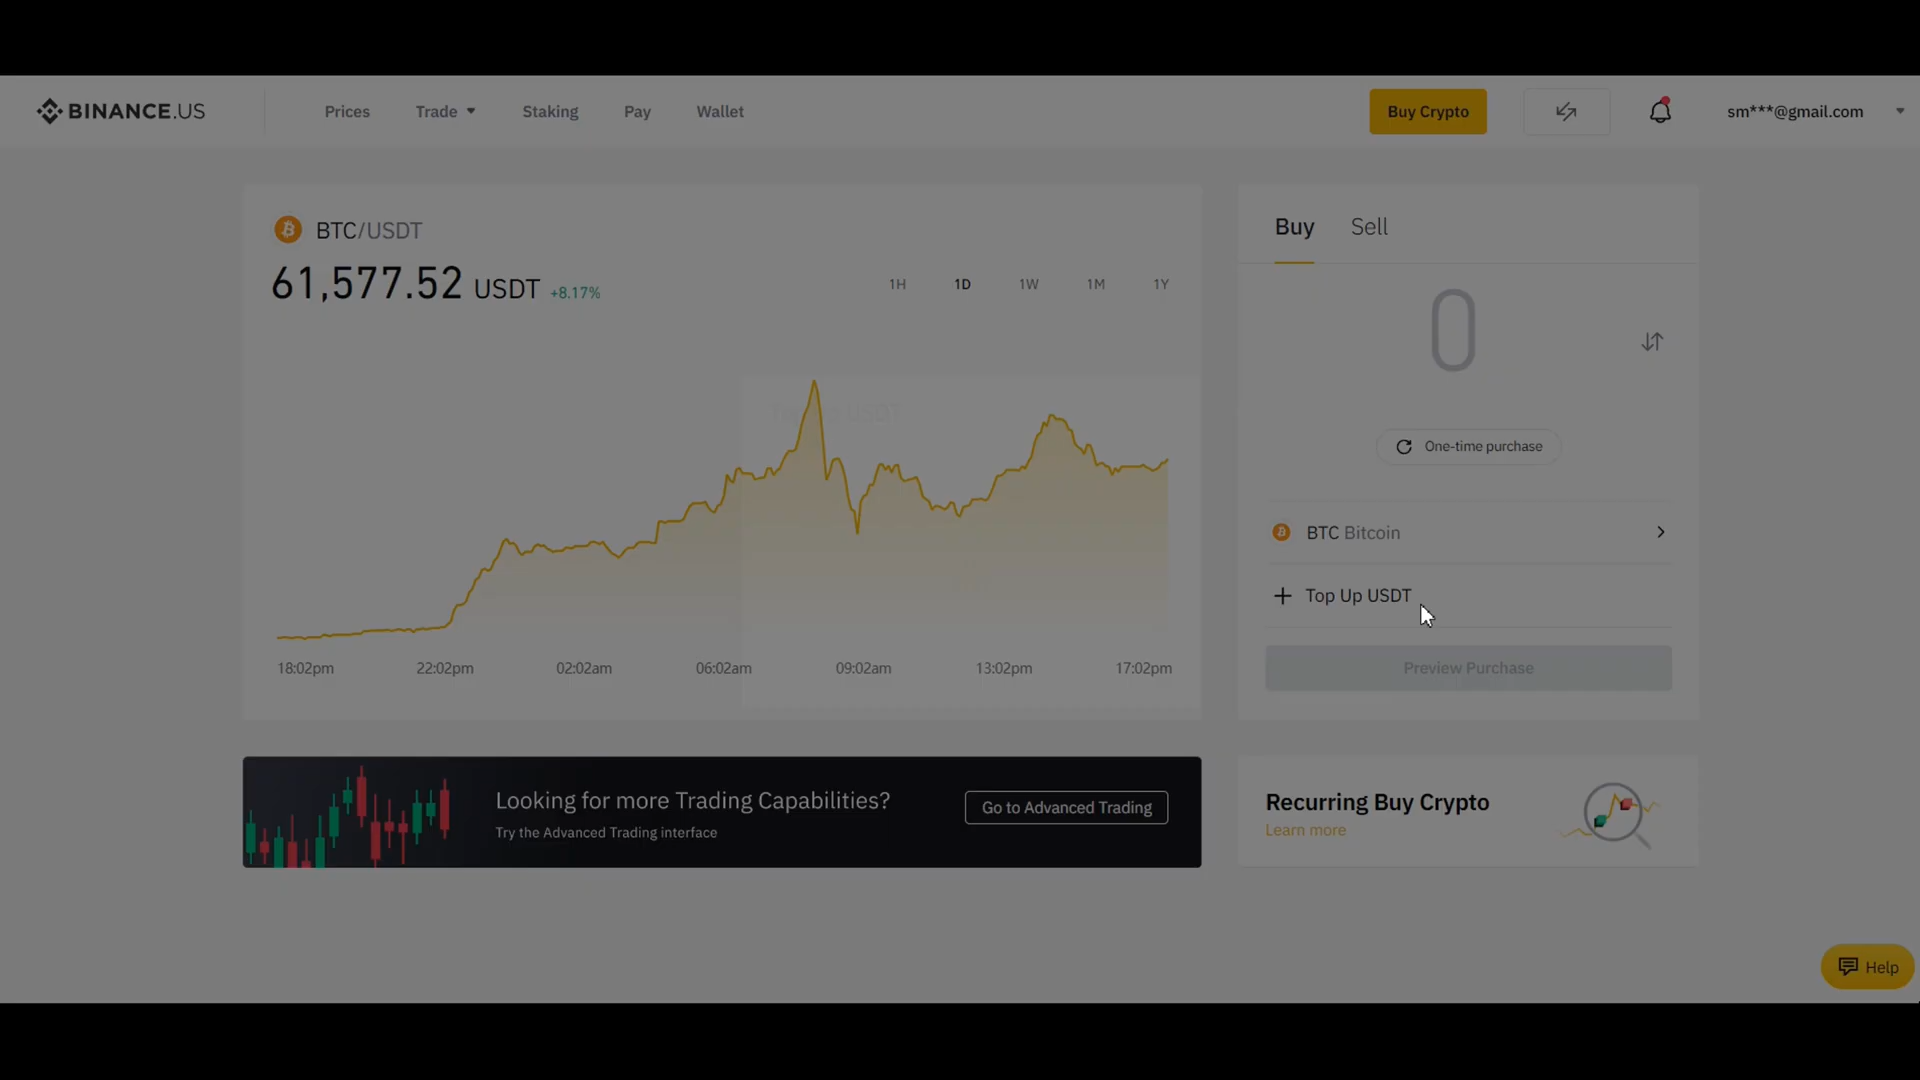 BINANCE.US
Prices
Trade
Staking
Pay
Wallet
Buy Crypto
sm***@gmail.com
BTC/USDT
61,577.52 USDT +8.17%
1H
1D
1W
1M
1Y
18:02pm
22:02pm
02:02am
06:02am
09:02am
13:02pm
17:02pm
Buy
Sell
0
One-time purchase
BTC Bitcoin
Top Up USDT
Preview Purchase
Looking for more Trading Capabilities?
Try the Advanced Trading interface
Go to Advanced Trading
Recurring Buy Crypto
Learn more
Help